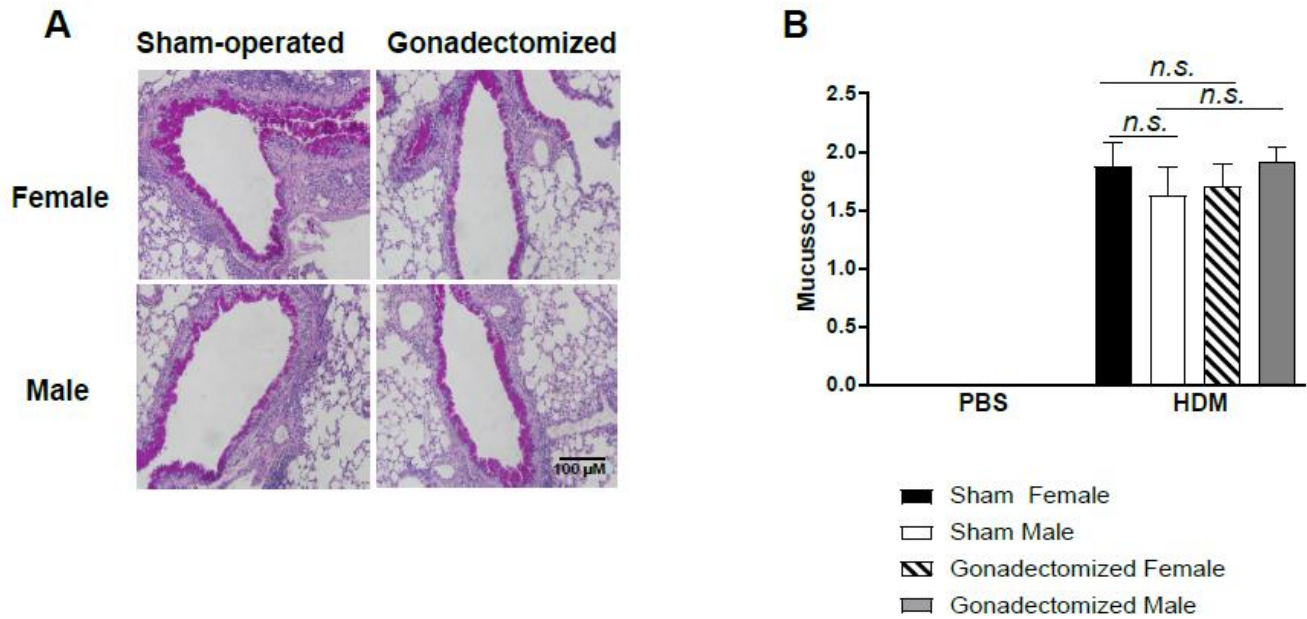 A
Sham-operated Gonadectomized
Female
Male
100 µM
B
n.s.
n.s.
n.s.
Mucusscore
2.5
2.0
1.5
1.0
0.5
0.0
PBS HDM
Sham Female
Sham Male
Gonadectomized Female
Gonadectomized Male